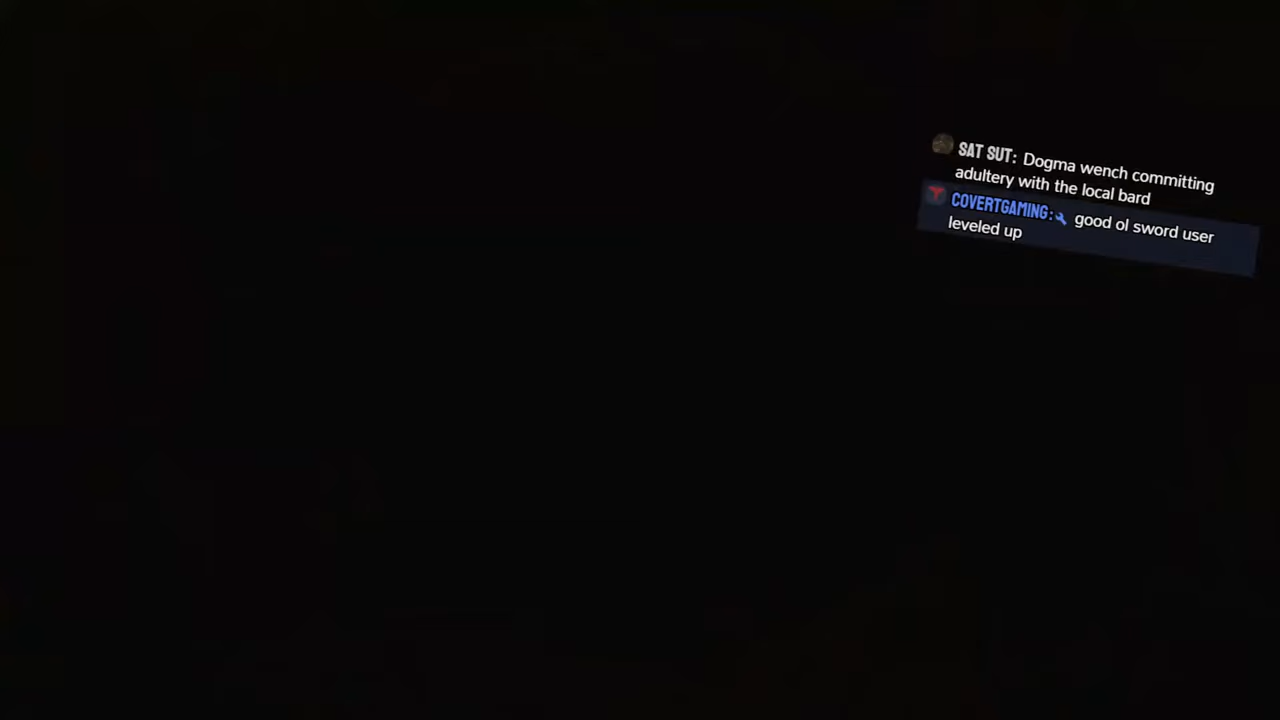 SAT SUT: Dogma wench committing
adultery with the local bard
COVERTGAMING: good ol sword user
leveled up